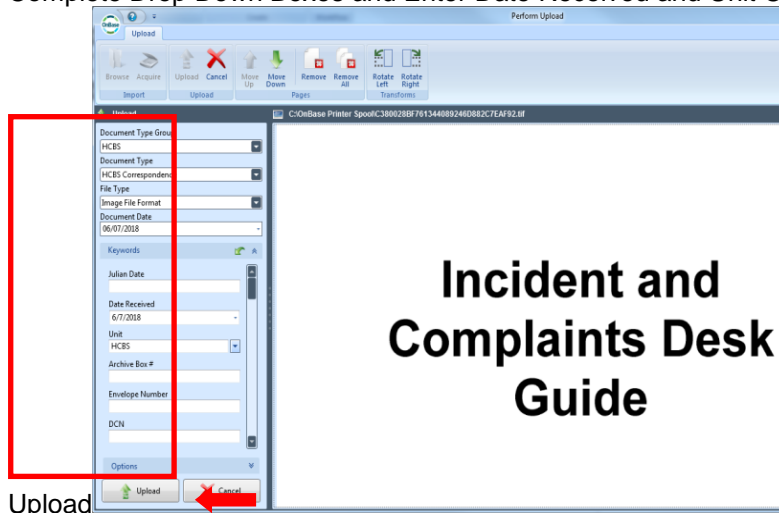 Complete Drop Down Boxes and Enter Date Received and Unit
Perform Upload
OnBase
Upload
Browse Acquire Upload Cancel Move Up Move Down Remove Remove All Rotate Left Rotate Right
Import Upload Pages Transforms
Upload
C:\OnBase Printer Spool\C380028BF761344089246D882C7EAF92.tif
Document Type Group
HCBS
Document Type
HCBS Correspondence
File Type
Image File Format
Document Date
06/07/2018
Keywords
Julian Date
Date Received
6/7/2018
Unit
HCBS
Archive Box #
Envelope Number
DCN
Options
Upload Cancel
Incident and
Complaints Desk
Guide
Upload